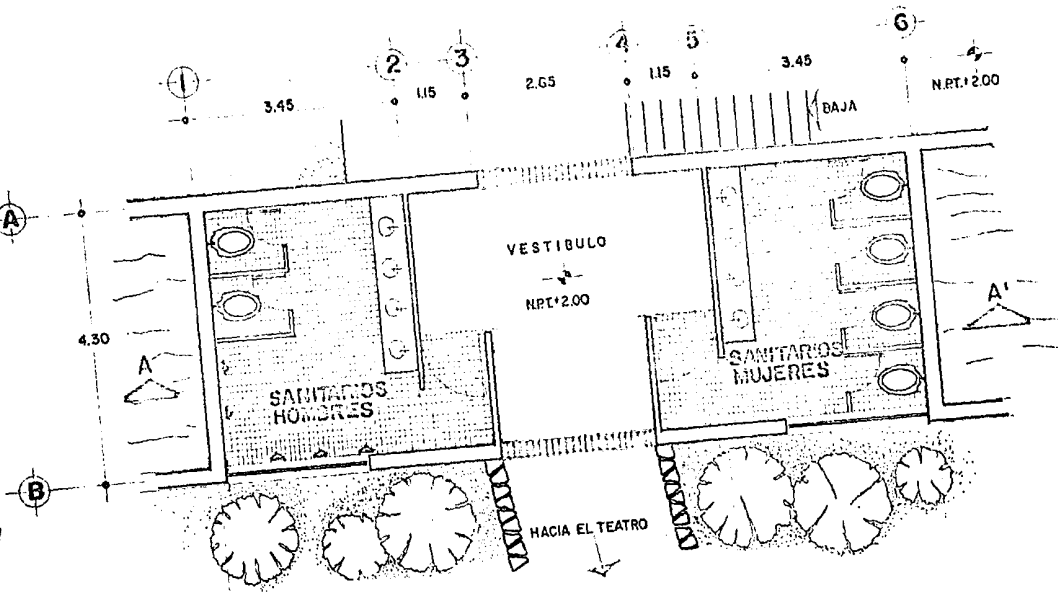 1
2
3
4
5
6
3.45
1.15
2.65
1.15
3.45
N.P.T.+2.00
BAJA
A
VESTIBULO
N.P.T.+2.00
4.30
A
A'
SANITARIOS
HOMBRES
SANITARIOS
MUJERES
B
HACIA EL TEATRO